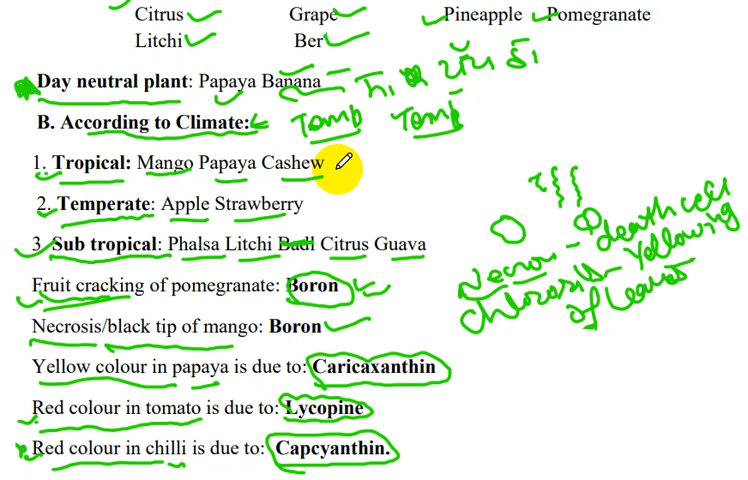 Citrus Grape Pineapple Pomegranate
Litchi Ber
Day neutral plant: Papaya Banana
B. According to Climate: Temp Temp
1. Tropical: Mango Papaya Cashew
2. Temperate: Apple Strawberry
3. Sub tropical: Phalsa Litchi Badl Citrus Guava
Necrosis - Death cell
Chlorosis - Yellowing
of leaves
Fruit cracking of pomegranate: Boron
Necrosis/black tip of mango: Boron
Yellow colour in papaya is due to: Caricaxanthin
Red colour in tomato is due to: Lycopine
Red colour in chilli is due to: Capcyanthin.